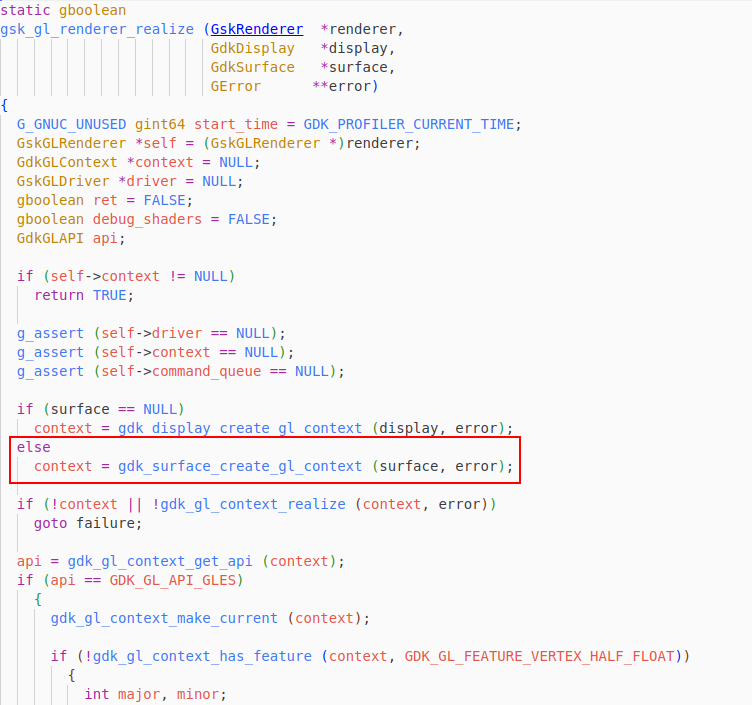 static gboolean
gsk_gl_renderer_realize (GskRenderer  *renderer,
                         GdkDisplay   *display,
                         GdkSurface   *surface,
                         GError      **error)
{
  G_GNUC_UNUSED gint64 start_time = GDK_PROFILER_CURRENT_TIME;
  GskGLRenderer *self = (GskGLRenderer *)renderer;
  GdkGLContext *context = NULL;
  GskGLDriver *driver = NULL;
  gboolean ret = FALSE;
  gboolean debug_shaders = FALSE;
  GdkGLAPI api;

  if (self->context != NULL)
    return TRUE;

  g_assert (self->driver == NULL);
  g_assert (self->context == NULL);
  g_assert (self->command_queue == NULL);

  if (surface == NULL)
    context = gdk_display_create_gl_context (display, error);
  else
    context = gdk_surface_create_gl_context (surface, error);

  if (!context || !gdk_gl_context_realize (context, error))
    goto failure;

  api = gdk_gl_context_get_api (context);
  if (api == GDK_GL_API_GLES)
    {
      gdk_gl_context_make_current (context);

      if (!gdk_gl_context_has_feature (context, GDK_GL_FEATURE_VERTEX_HALF_FLOAT))
        {
          int major, minor;